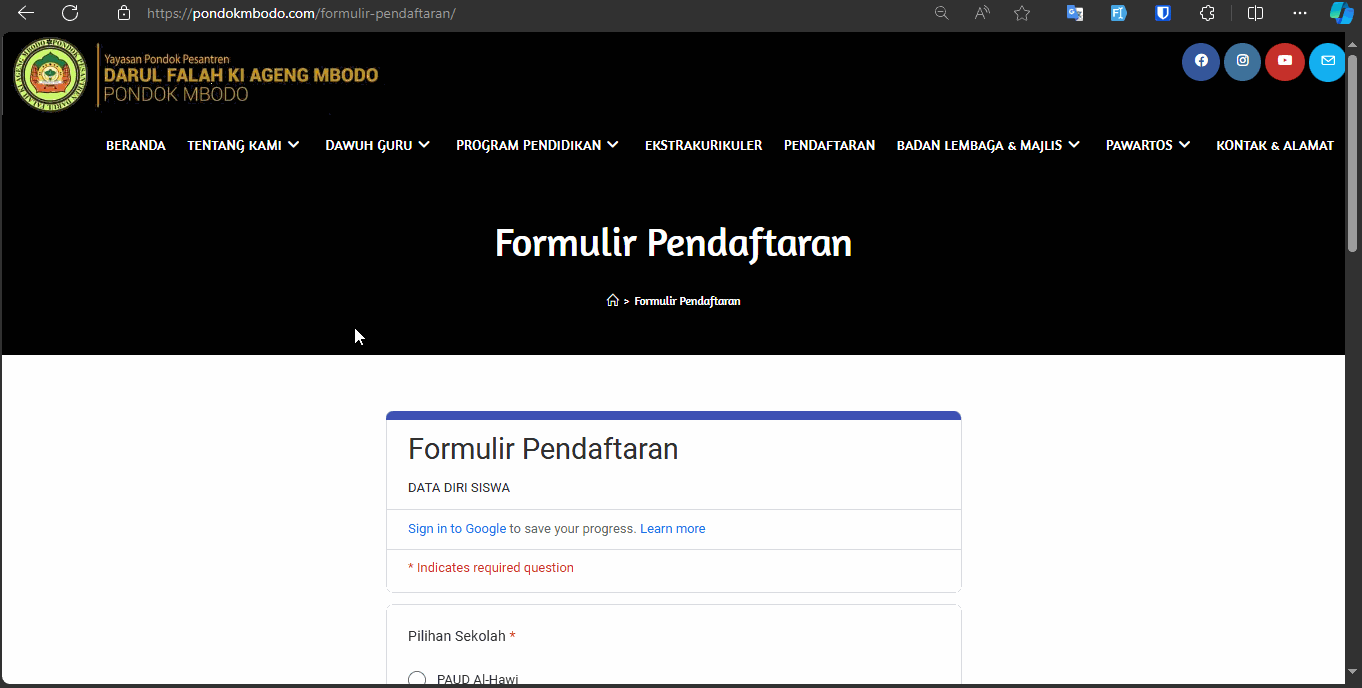 https://pondokmbodo.com/formulir-pendaftaran/
Yayasan Pondok Pesantren
DARUL FALAH KI AGENG MBODO
PONDOK MBODO
BERANDA TENTANG KAMI DAWUH GURU PROGRAM PENDIDIKAN EKSTRAKURIKULER PENDAFTARAN BADAN LEMBAGA & MAJLIS PAWARTOS KONTAK & ALAMAT
Formulir Pendaftaran
> Formulir Pendaftaran
Formulir Pendaftaran
DATA DIRI SISWA
Sign in to Google to save your progress. Learn more
* Indicates required question
Pilihan Sekolah *
PAUD Al-Hawi